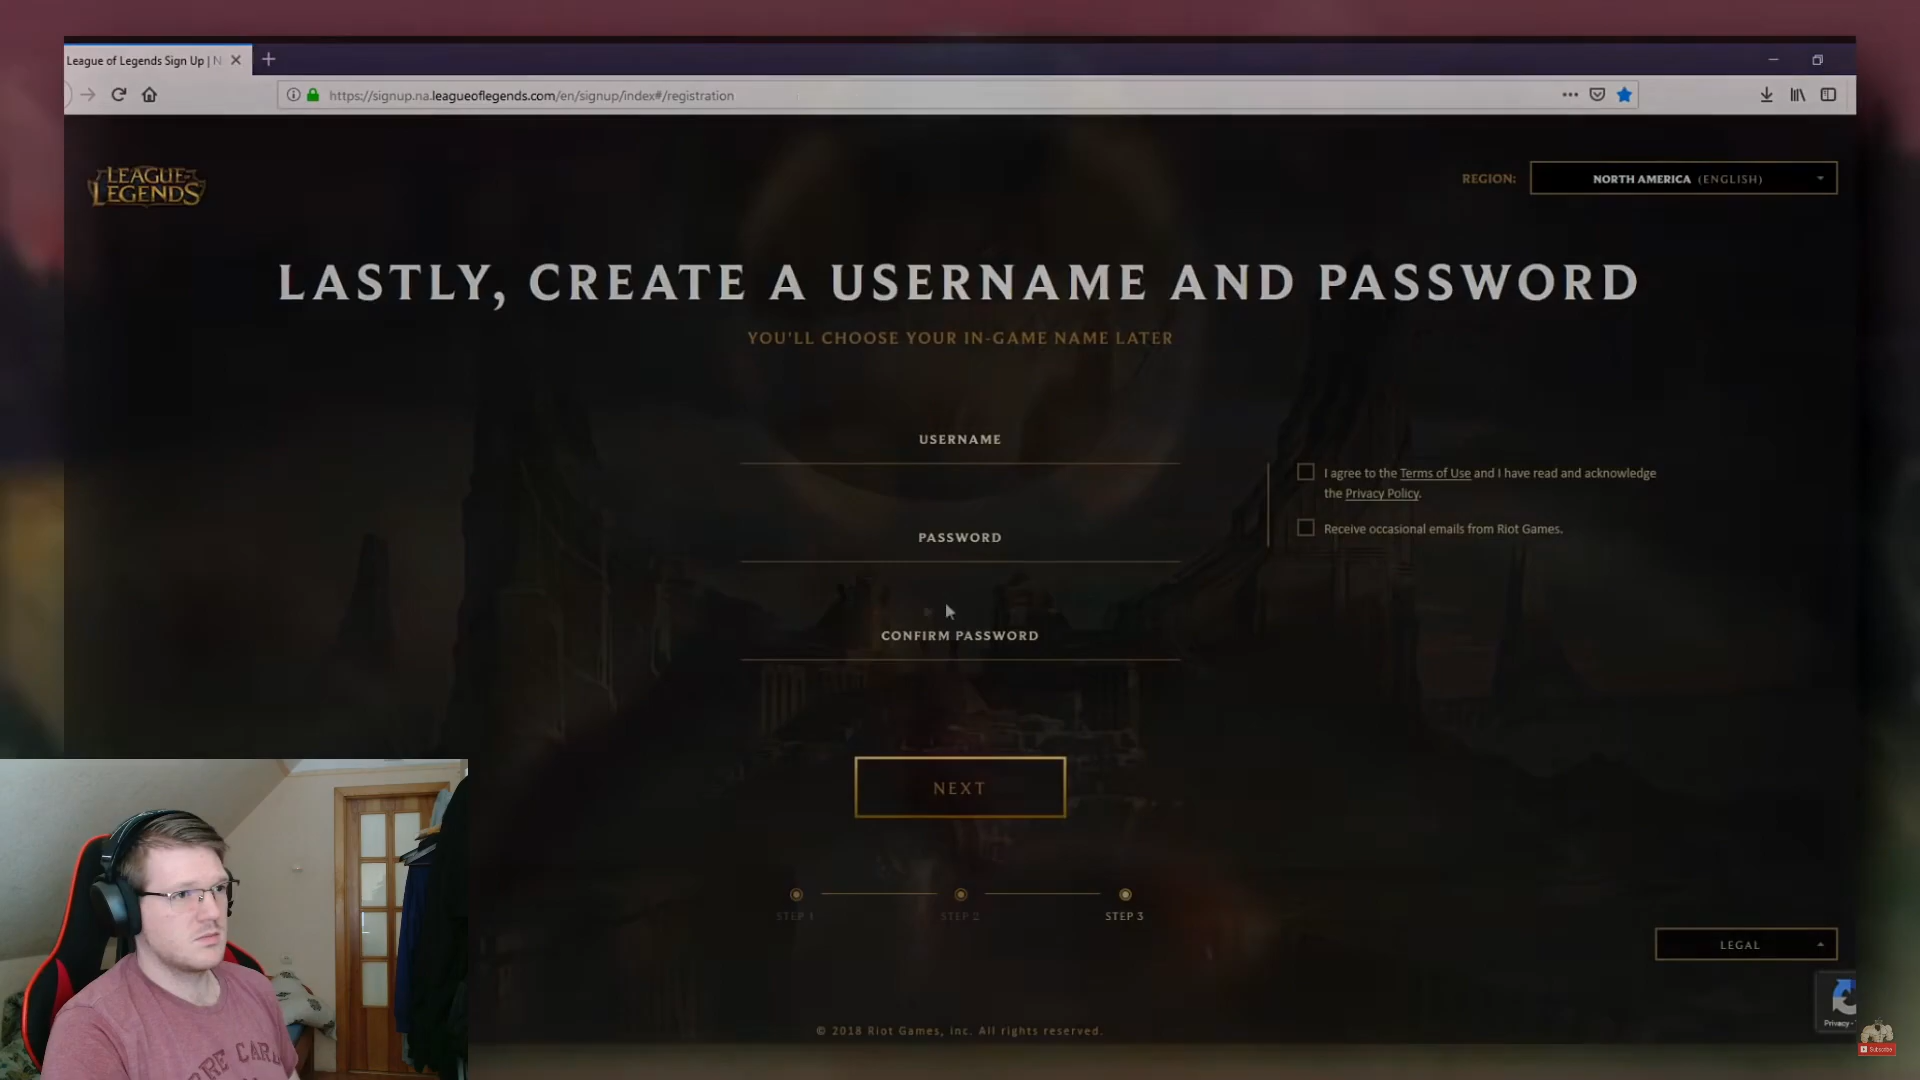 League of Legends Sign Up | N
https://signup.na.leagueoflegends.com/en/signup/index#/registration
LEAGUE OF
LEGENDS
REGION:
NORTH AMERICA (ENGLISH)
LASTLY, CREATE A USERNAME AND PASSWORD
YOU'LL CHOOSE YOUR IN-GAME NAME LATER
USERNAME
PASSWORD
CONFIRM PASSWORD
I agree to the Terms of Use and I have read and acknowledge
the Privacy Policy.
Receive occasional emails from Riot Games.
NEXT
STEP 1
STEP 2
STEP 3
LEGAL
Privacy -
© 2018 Riot Games, Inc. All rights reserved.
Subscribe